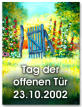 Tag der
offenen Tür
23.10.2002